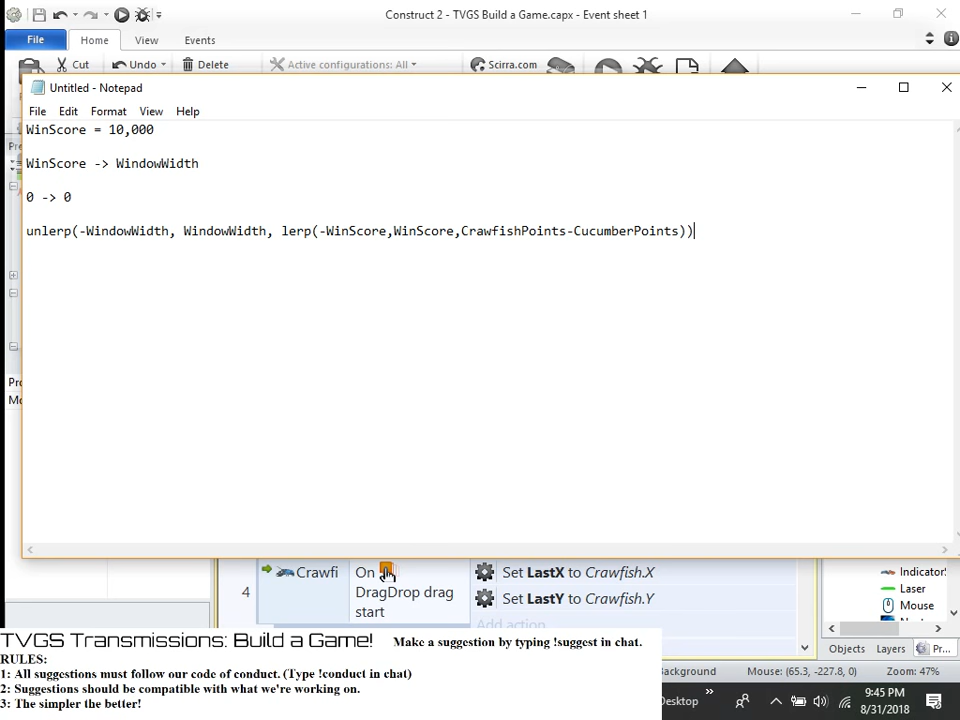 Construct 2 - TVGS Build a Game.capx - Event sheet 1
File Home View Events
Cut Undo Delete Active configurations: All Scirra.com
Untitled - Notepad
File Edit Format View Help
WinScore = 10,000
WinScore -> WindowWidth
0 -> 0
unlerp(-WindowWidth, WindowWidth, lerp(-WinScore,WinScore,CrawfishPoints-CucumberPoints))
4
Crawfi
On
DragDrop drag
start
Set LastX to Crawfish.X
Set LastY to Crawfish.Y
Add action
Indicator
Laser
Mouse
Objects Layers Pr...
Background Mouse: (65.3, -227.8, 0) Zoom: 47%
TVGS Transmissions: Build a Game! Make a suggestion by typing !suggest in chat.
RULES:
1: All suggestions must follow our code of conduct. (Type !conduct in chat)
2: Suggestions should be compatible with what we're working on.
3: The simpler the better!
Desktop
9:45 PM
8/31/2018